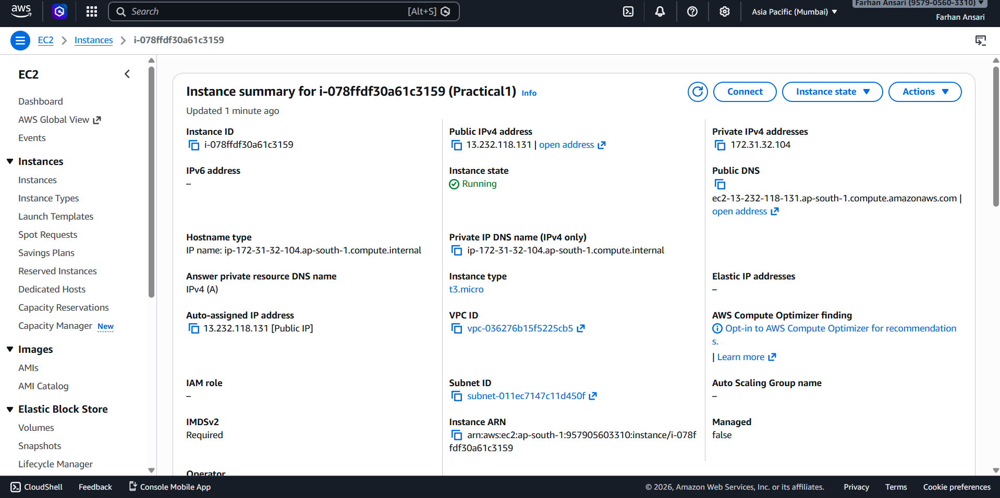 aws
Search [Alt+S]
Asia Pacific (Mumbai)
Farhan Ansari (9579-0560-3310)
Farhan Ansari
EC2 Instances i-078ffdf30a61c3159
EC2
Dashboard
AWS Global View
Events
Instances
Instances
Instance Types
Launch Templates
Spot Requests
Savings Plans
Reserved Instances
Dedicated Hosts
Capacity Reservations
Capacity Manager New
Images
AMIs
AMI Catalog
Elastic Block Store
Volumes
Snapshots
Lifecycle Manager
Instance summary for i-078ffdf30a61c3159 (Practical1) Info
Updated 1 minute ago
Connect
Instance state
Actions
Instance ID
i-078ffdf30a61c3159
Public IPv4 address
13.232.118.131 | open address
Private IPv4 addresses
172.31.32.104
IPv6 address
–
Instance state
Running
Public DNS
ec2-13-232-118-131.ap-south-1.compute.amazonaws.com |
open address
Hostname type
IP name: ip-172-31-32-104.ap-south-1.compute.internal
Private IP DNS name (IPv4 only)
ip-172-31-32-104.ap-south-1.compute.internal
Answer private resource DNS name
IPv4 (A)
Instance type
t3.micro
Elastic IP addresses
–
Auto-assigned IP address
13.232.118.131 [Public IP]
VPC ID
vpc-036276b15f5225cb5
AWS Compute Optimizer finding
Opt-in to AWS Compute Optimizer for recommendation
s.
| Learn more
IAM role
–
Subnet ID
subnet-011ec7147c11d450f
Auto Scaling Group name
–
IMDSv2
Required
Instance ARN
arn:aws:ec2:ap-south-1:957905603310:instance/i-078f
fdf30a61c3159
Managed
false
Operator
CloudShell Feedback Console Mobile App
© 2026, Amazon Web Services, Inc. or its affiliates. Privacy Terms Cookie preferences